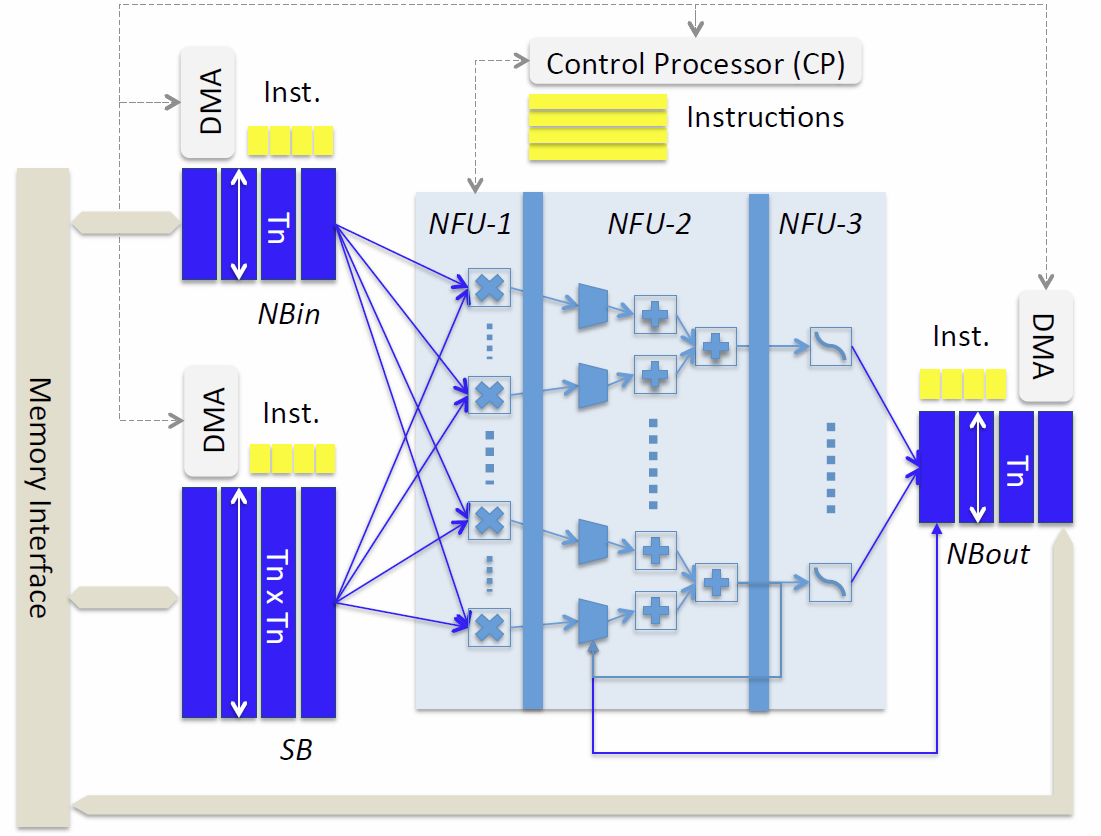 Control Processor (CP)
Instructions
DMA
Inst.
Tn
NBin
DMA
Inst.
Tn x Tn
SB
Memory Interface
NFU-1
NFU-2
NFU-3
Inst.
DMA
Tn
NBout